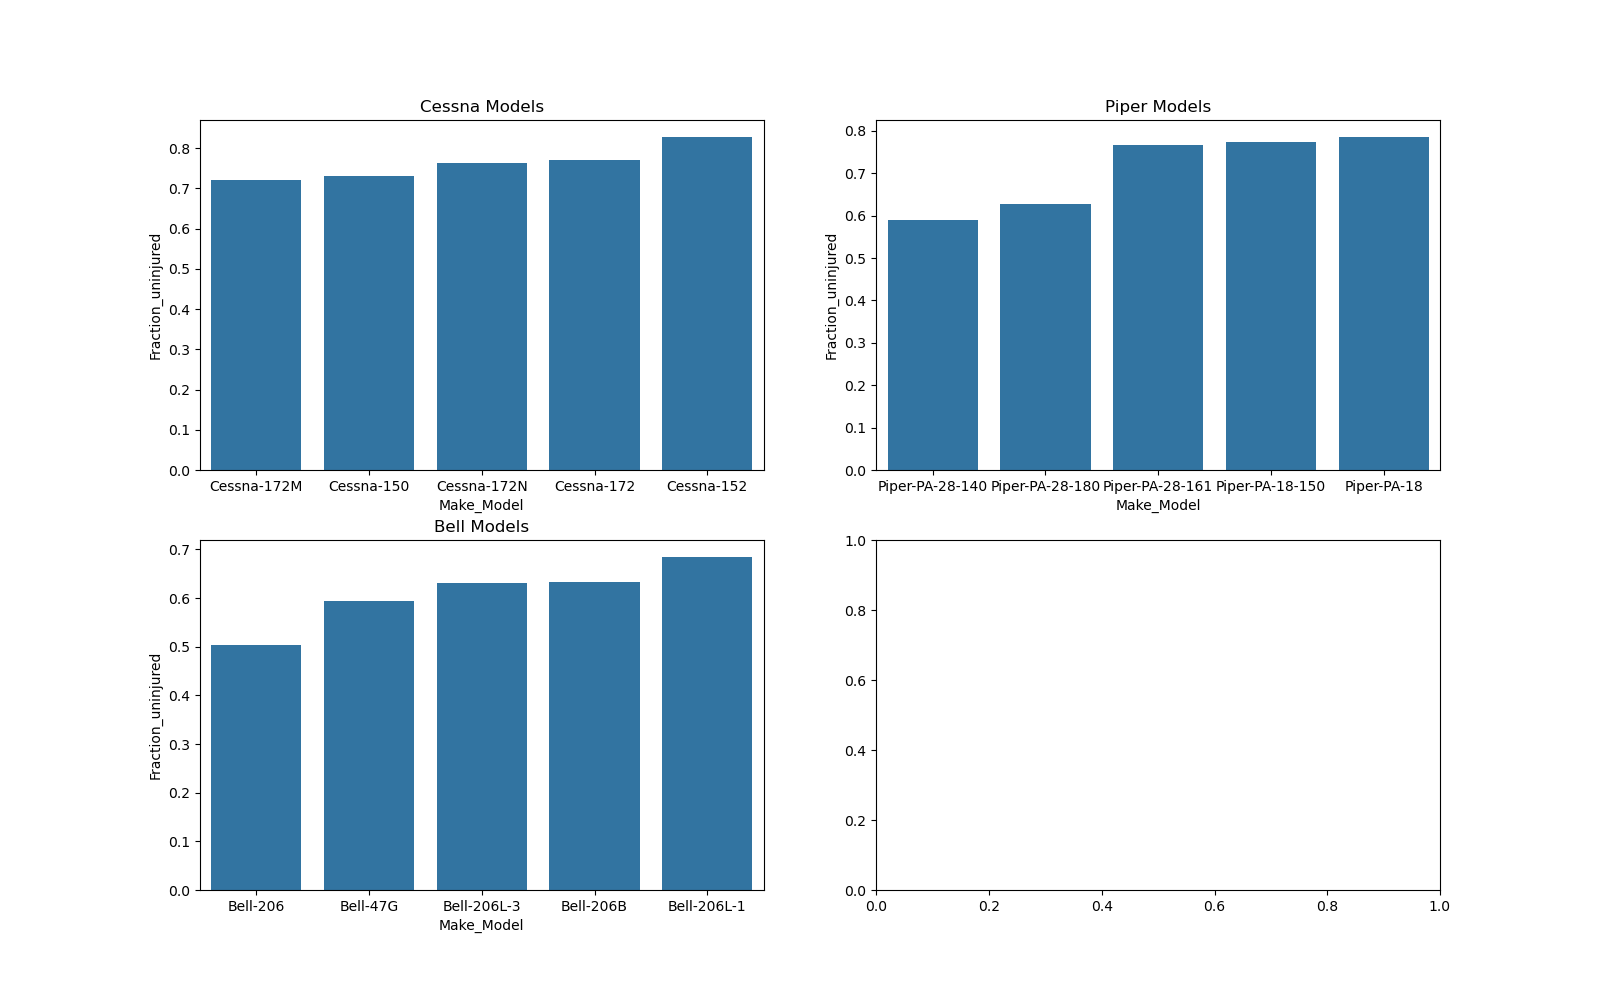 Cessna Models
0.8
0.7
0.6
0.5
0.4
0.3
0.2
0.1
0.0
Fraction_uninjured
Cessna-172M Cessna-150 Cessna-172N Cessna-172 Cessna-152
Make_Model
Piper Models
0.8
0.7
0.6
0.5
0.4
0.3
0.2
0.1
0.0
Fraction_uninjured
Piper-PA-28-140 Piper-PA-28-180 Piper-PA-28-161 Piper-PA-18-150 Piper-PA-18
Make_Model
Bell Models
0.7
0.6
0.5
0.4
0.3
0.2
0.1
0.0
Fraction_uninjured
Bell-206 Bell-47G Bell-206L-3 Bell-206B Bell-206L-1
Make_Model
1.0
0.8
0.6
0.4
0.2
0.0
0.0 0.2 0.4 0.6 0.8 1.0